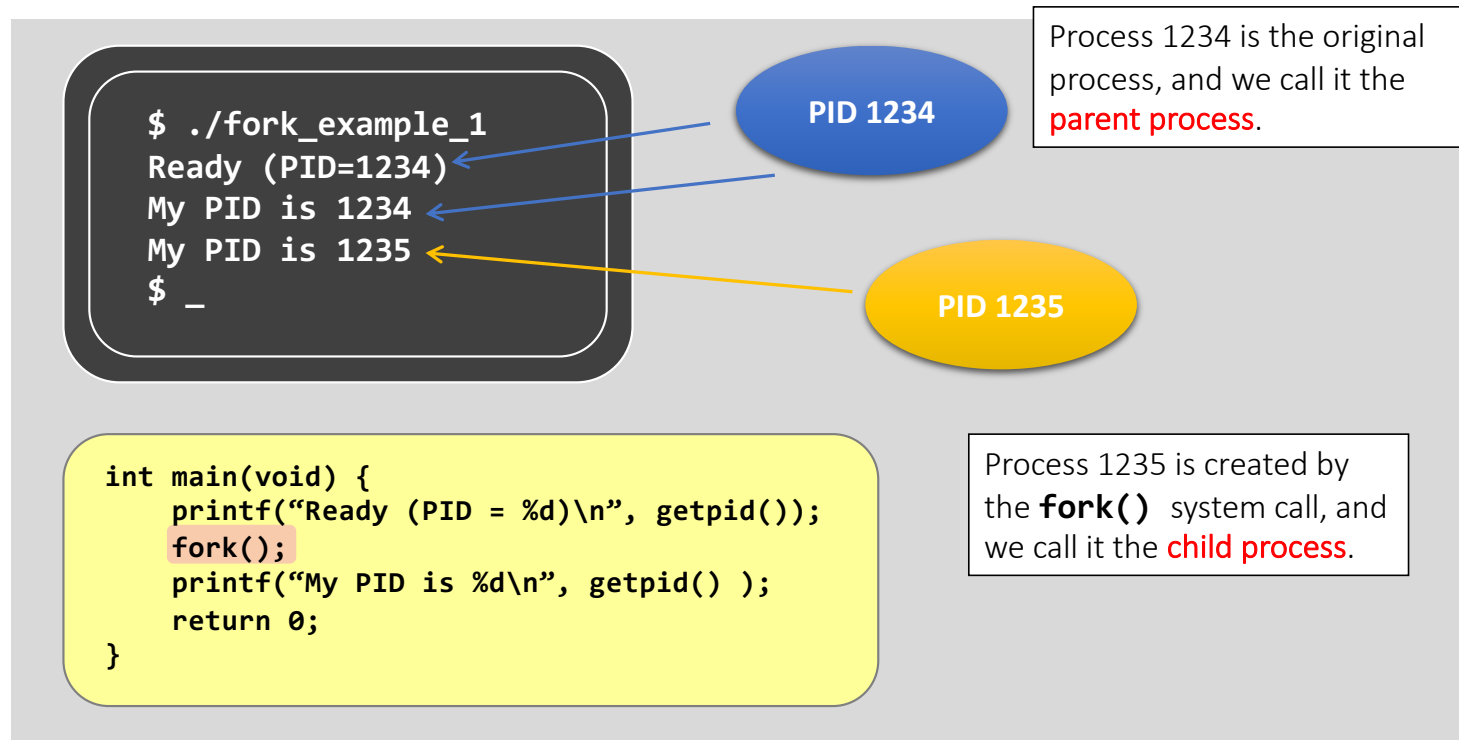 $ ./fork_example_1
Ready (PID=1234)
My PID is 1234
My PID is 1235
$ _
PID 1234
Process 1234 is the original
process, and we call it the
parent process.
PID 1235
int main(void) {
    printf(“Ready (PID = %d)\n”, getpid());
    fork();
    printf(“My PID is %d\n”, getpid() );
    return 0;
}
Process 1235 is created by
the fork() system call, and
we call it the child process.